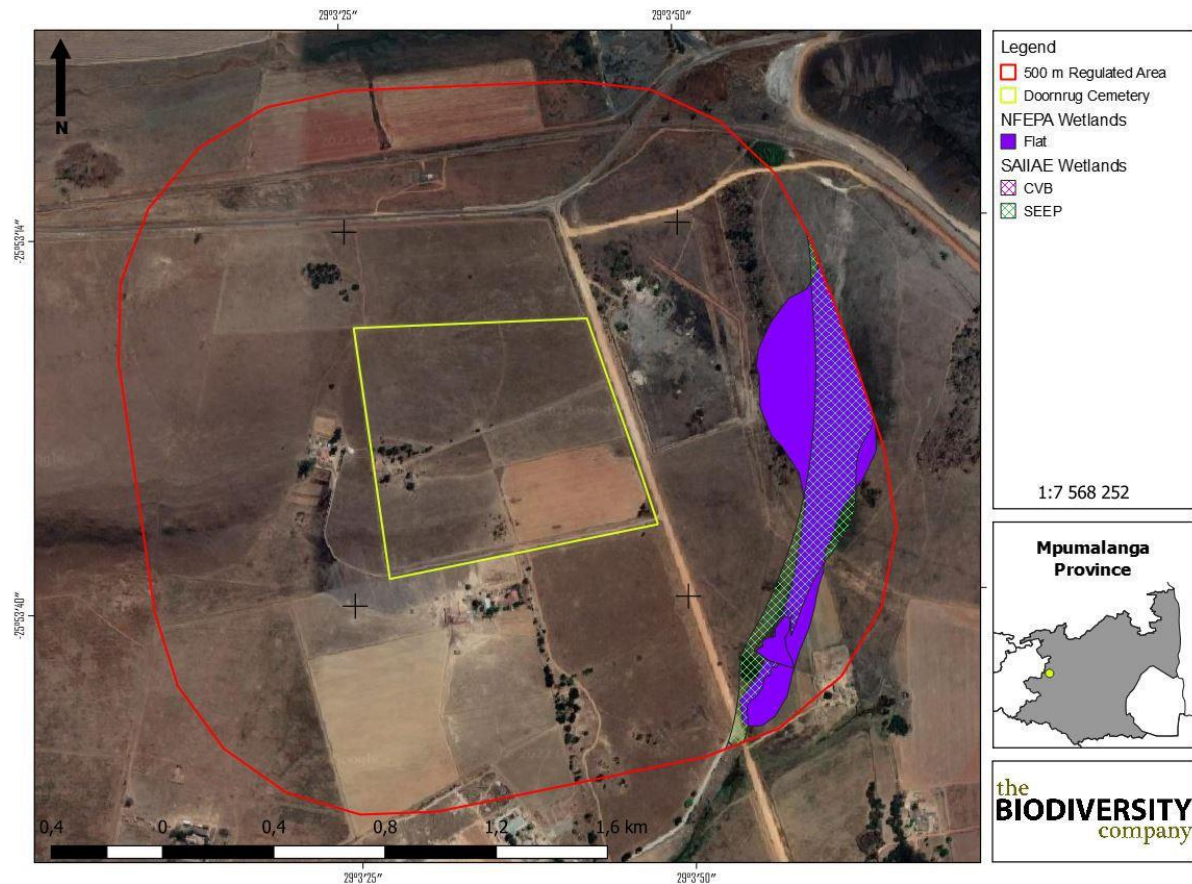 29°3'25"
29°3'50"
N
-25°53'14"
-25°53'40"
0,4
0
0,4
0,8
1,2
1,6 km
29°3'25"
29°3'50"
Legend
500 m Regulated Area
Doornrug Cemetery
NFEPA Wetlands
Flat
SAIIAE Wetlands
CVB
SEEP
1:7 568 252
Mpumalanga
Province
the
BIODIVERSITY
company